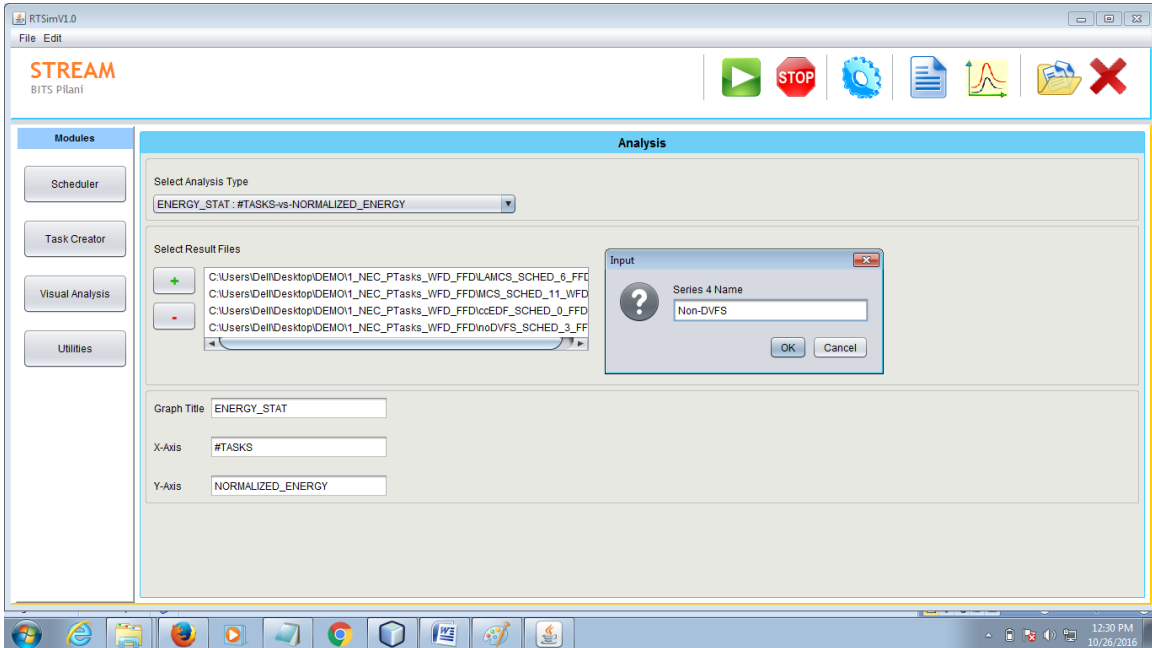 RTSimV1.0
File Edit
STREAM
BITS Pilani
STOP
Modules
Scheduler
Task Creator
Visual Analysis
Utilities
Analysis
Select Analysis Type
ENERGY_STAT : #TASKS-vs-NORMALIZED_ENERGY
Select Result Files
+
-
C:\Users\Dell\Desktop\DEMO\1_NEC_PTasks_WFD_FFD\LAMCS_SCHED_6_FFD
C:\Users\Dell\Desktop\DEMO\1_NEC_PTasks_WFD_FFD\MCS_SCHED_11_WFD
C:\Users\Dell\Desktop\DEMO\1_NEC_PTasks_WFD_FFD\ccEDF_SCHED_0_FFD
C:\Users\Dell\Desktop\DEMO\1_NEC_PTasks_WFD_FFD\noDVFS_SCHED_3_FF
Input
Series 4 Name
Non-DVFS
OK Cancel
Graph Title ENERGY_STAT
X-Axis #TASKS
Y-Axis NORMALIZED_ENERGY
12:30 PM
10/26/2016